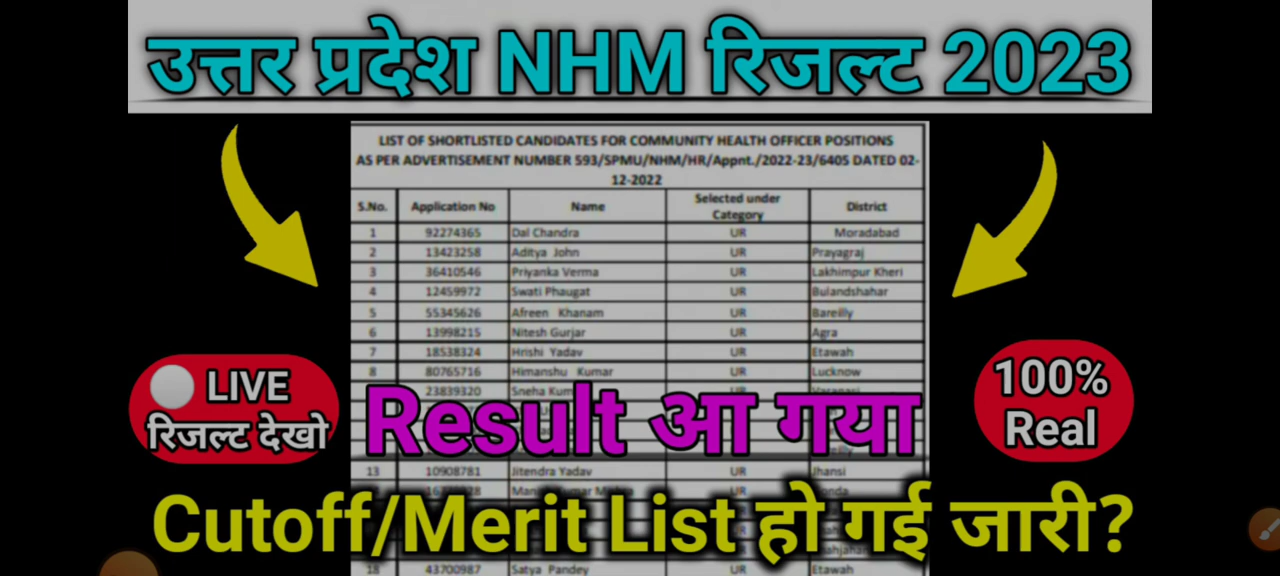 उत्तर प्रदेश NHM रिजल्ट 2023
LIST OF SHORTLISTED CANDIDATES FOR COMMUNITY HEALTH OFFICER POSITIONS
AS PER ADVERTISEMENT NUMBER 593/SPMU/NHM/HR/Appnt./2022-23/6405 DATED 02-
12-2022
S.No. Application No Name Selected under Category District
1 92274365 Dal Chandra UR Moradabad
2 13423258 Aditya John UR Prayagraj
3 36410546 Priyanka Verma UR Lakhimpur Kheri
4 12459972 Swati Phaugat UR Bulandshahar
5 55345626 Afreen Khanam UR Bareilly
6 13998215 Nitesh Gurjar UR Agra
7 18538324 Hrishi Yadav UR Etawah
8 80765716 Himanshu Kumar UR Lucknow
23839320 Sneha
LIVE
रिजल्ट देखो
Result आ गया
100%
Real
13 10908781 Jitendra Yadav UR Jhansi
Cutoff/Merit List हो गई जारी?
18 43700987 Satya Pandey UR Etawah